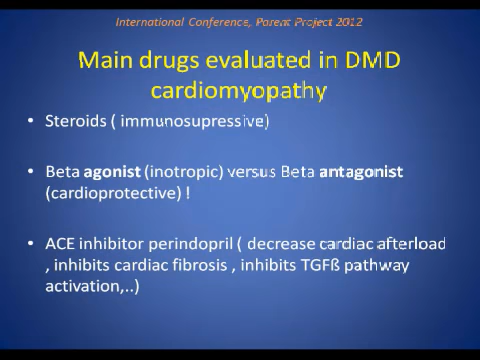 International Conference, Parent Project 2012
Main drugs evaluated in DMD
cardiomyopathy
• Steroids ( immunosupressive)
• Beta agonist (inotropic) versus Beta antagonist
(cardioprotective) !
• ACE inhibitor perindopril ( decrease cardiac afterload
, inhibits cardiac fibrosis , inhibits TGFß pathway
activation,..)